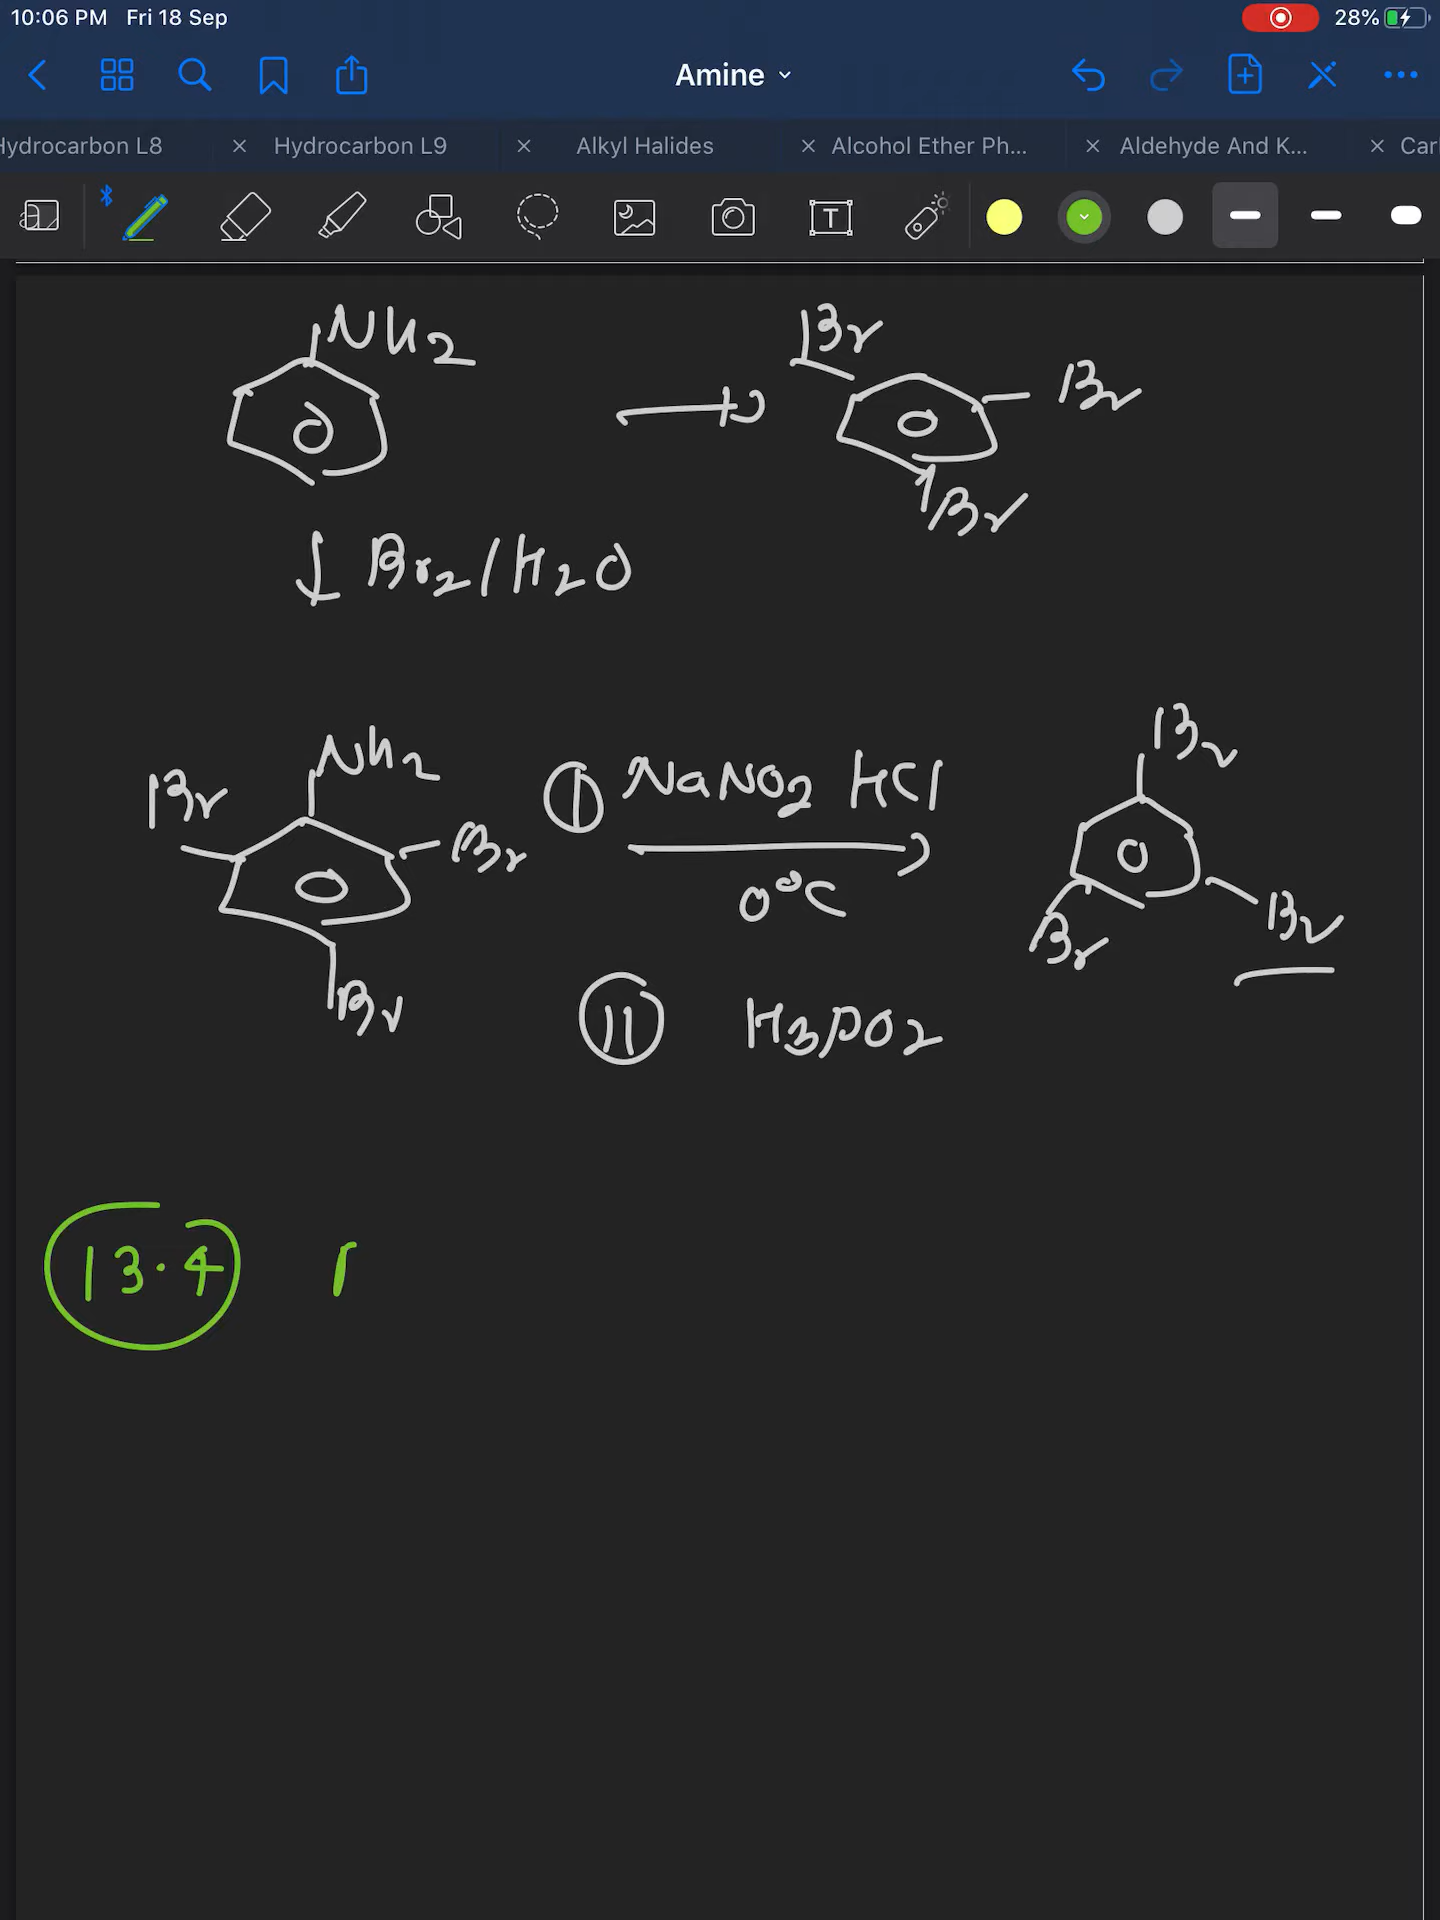 10:06 PM Fri 18 Sep 28%
Amine
Hydrocarbon L8 × Hydrocarbon L9 × Alkyl Halides × Alcohol Ether Ph... × Aldehyde And K... × Car
T
NH2
Br
Br
Br
Br2/H2O
NH2
Br
Br
Br
I NaNO2 HCl
0°C
II H3PO2
Br
Br
Br
13.4